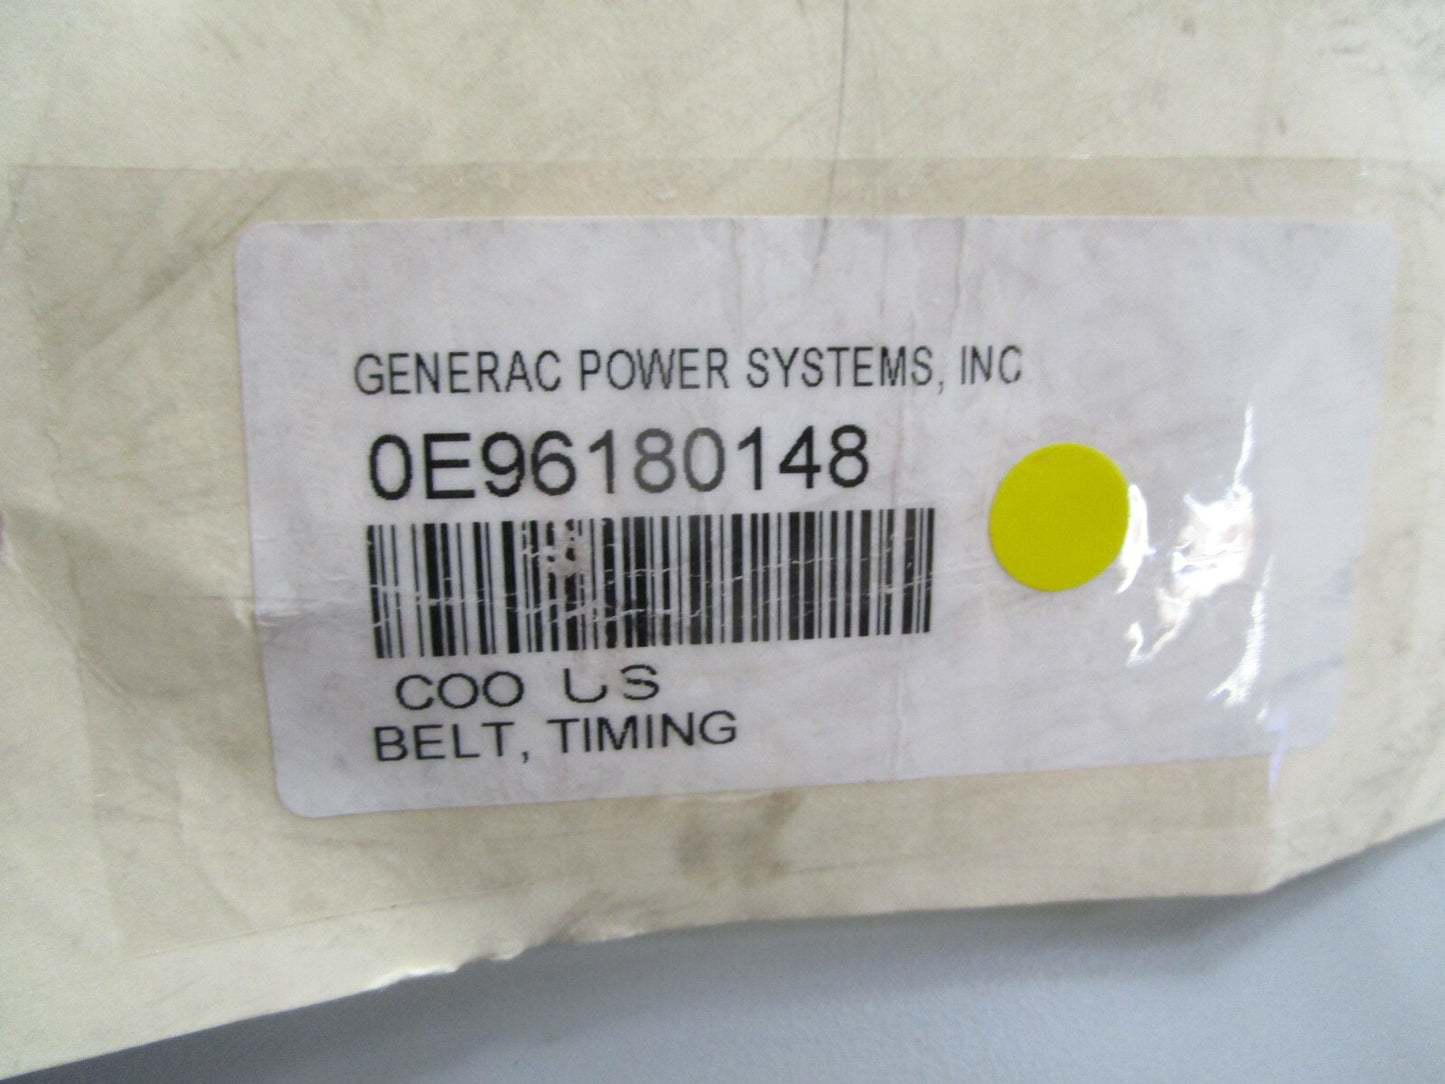 GENERAC POWER SYSTEMS, INC
0E96180148
COO US
BELT, TIMING